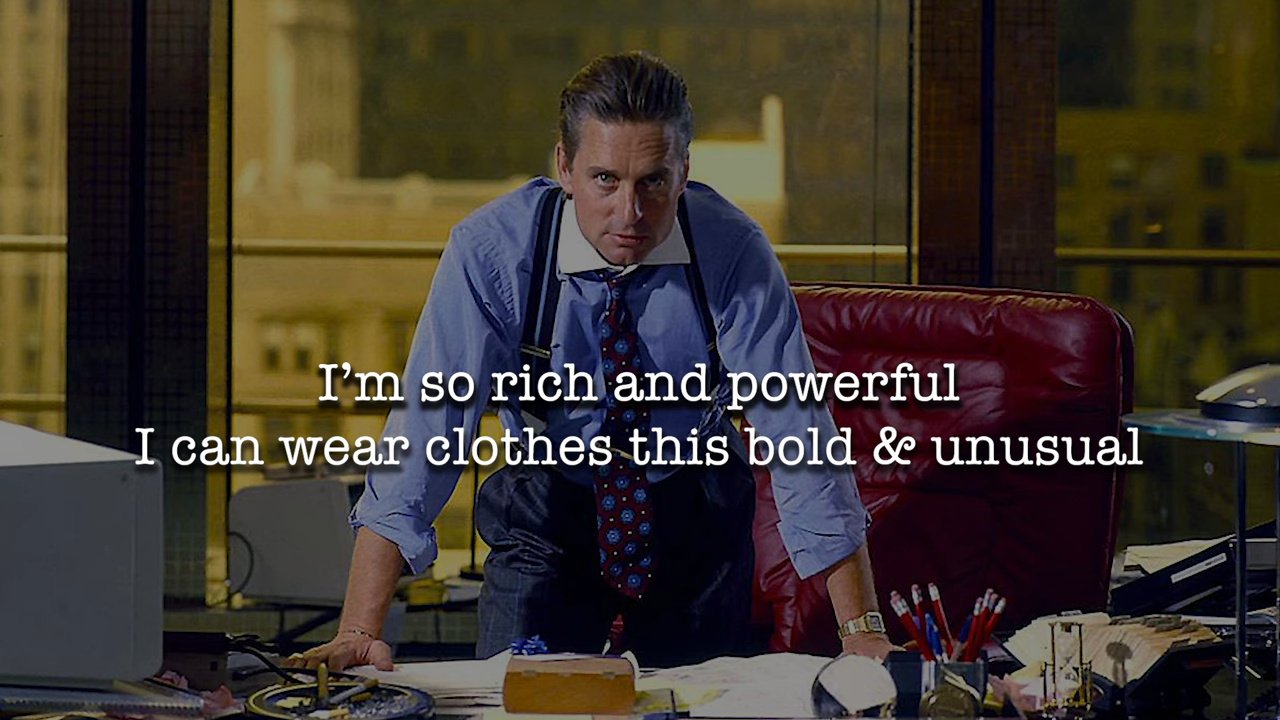 I’m so rich and powerful
I can wear clothes this bold & unusual